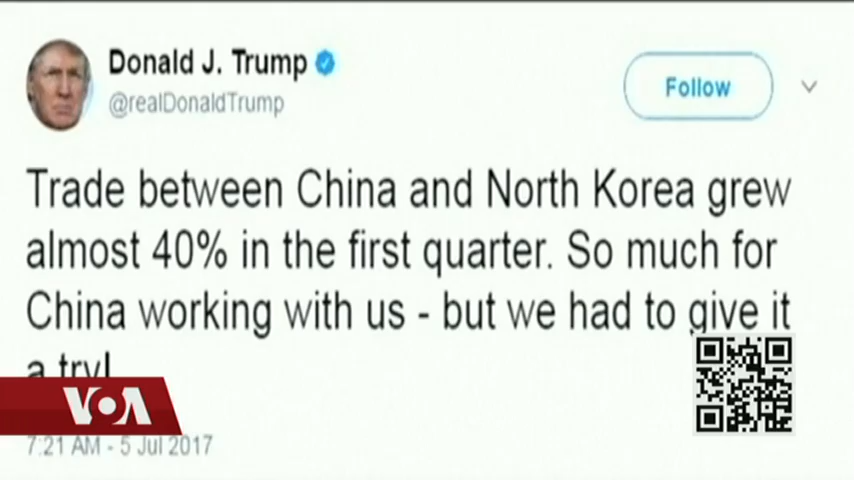 Donald J. Trump
@realDonaldTrump
Follow
Trade between China and North Korea grew
almost 40% in the first quarter. So much for
China working with us - but we had to give it
a try!
VOA
7:21 AM - 5 Jul 2017